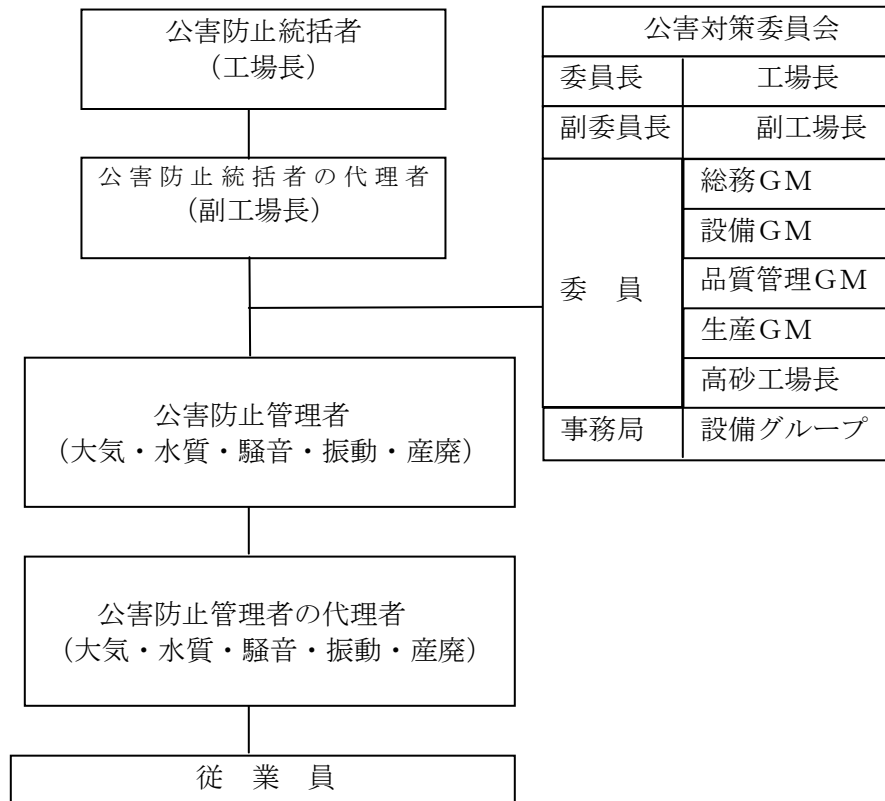 公害防止統括者
（工場長）
公害防止統括者の代理者
（副工場長）
公害対策委員会
委員長 工場長
副委員長 副工場長
委　員
総務ＧＭ
設備ＧＭ
品質管理ＧＭ
生産ＧＭ
高砂工場長
事務局 設備グループ
公害防止管理者
（大気・水質・騒音・振動・産廃）
公害防止管理者の代理者
（大気・水質・騒音・振動・産廃）
従　業　員